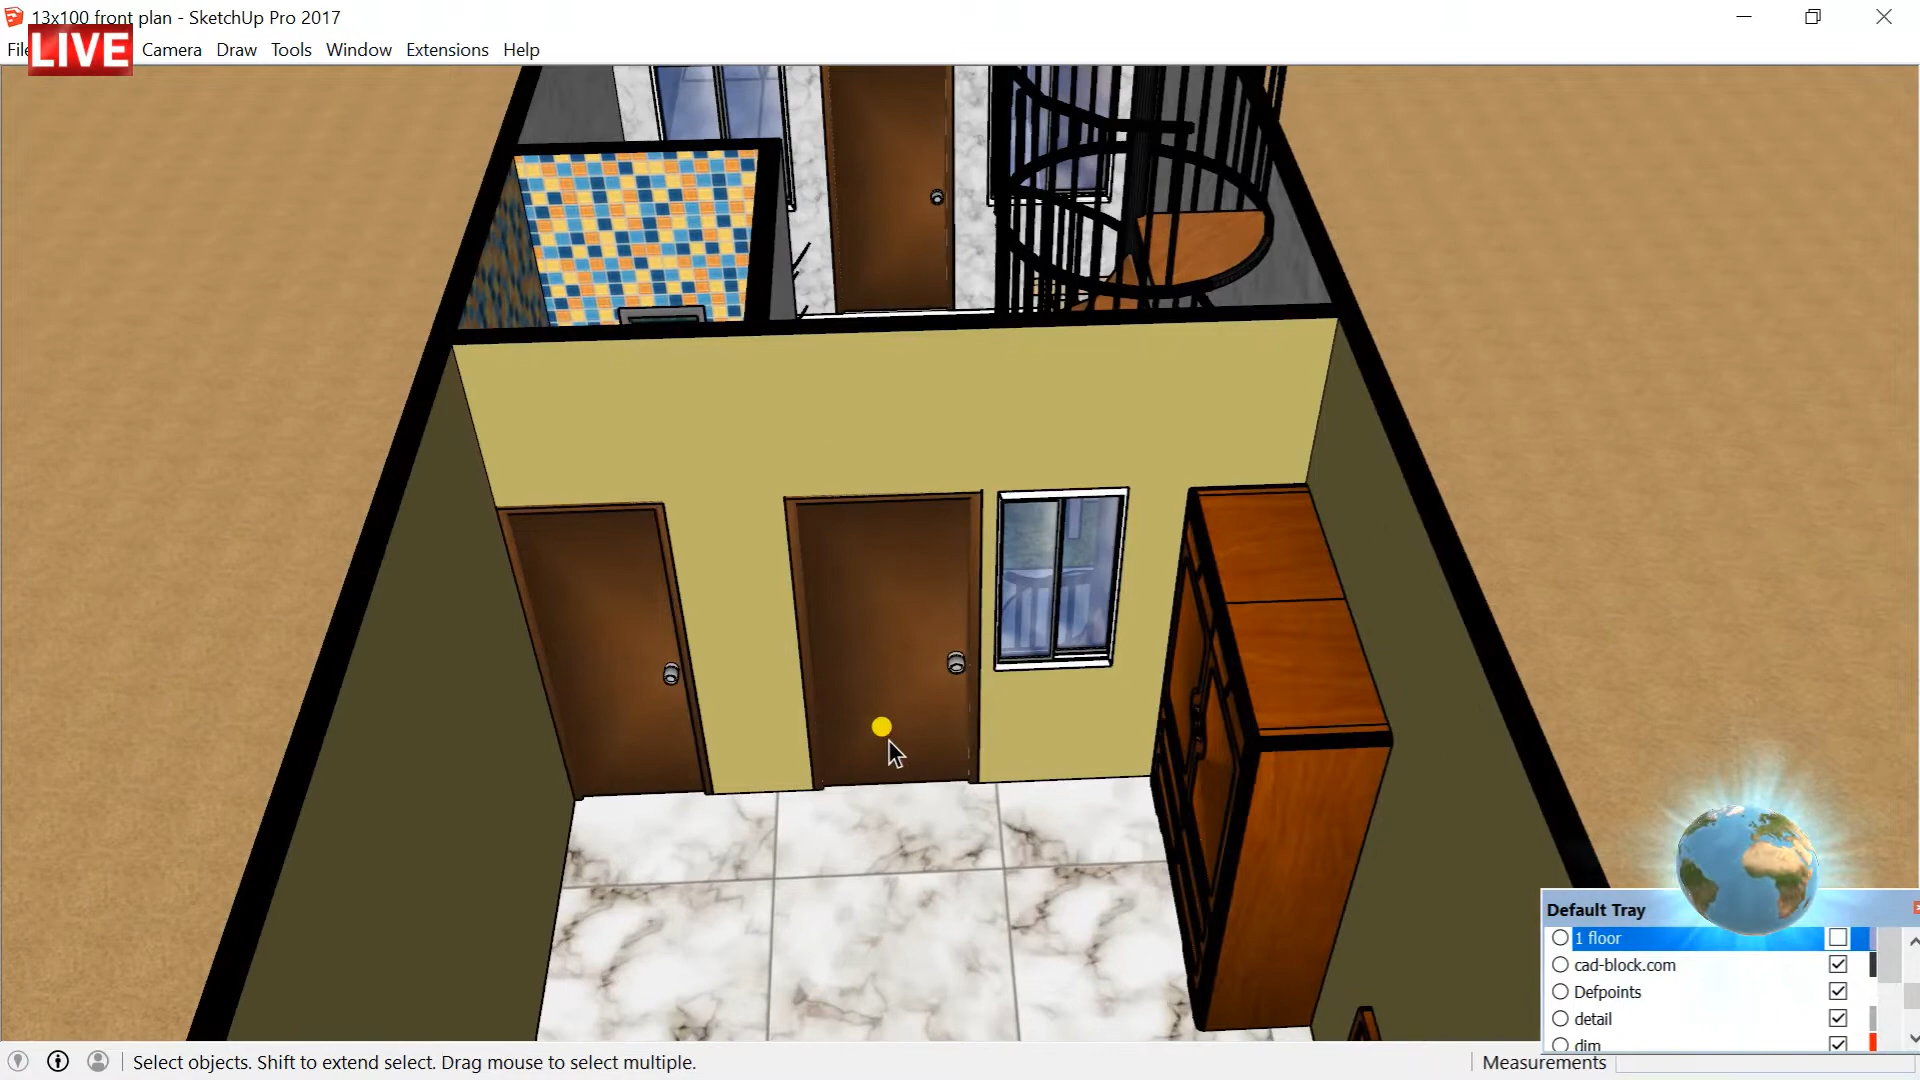 13x100 front plan - SketchUp Pro 2017
File Camera Draw Tools Window Extensions Help
LIVE
Default Tray
1 floor
cad-block.com
Defpoints
detail
dim
Select objects. Shift to extend select. Drag mouse to select multiple.
Measurements